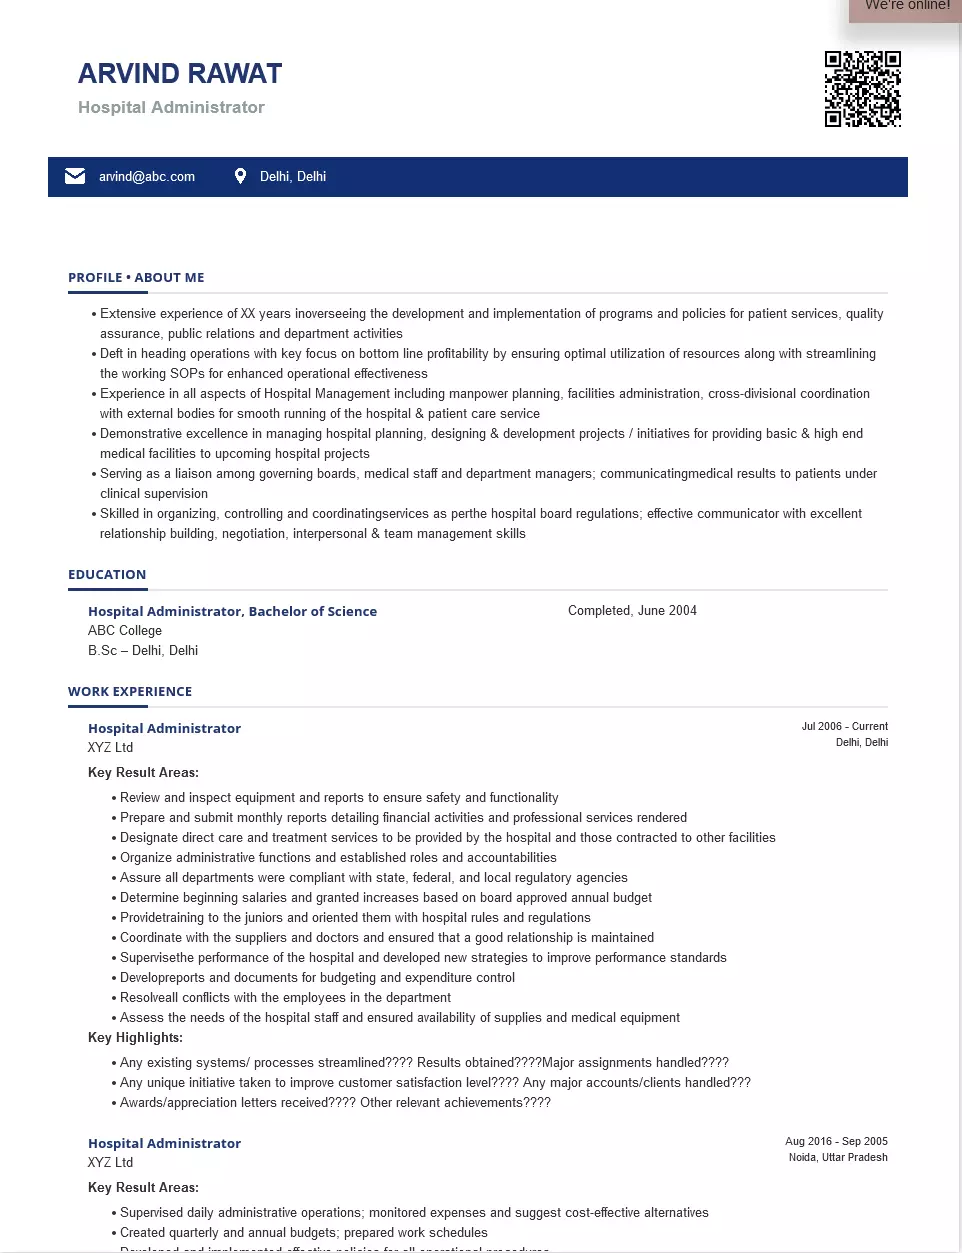 We're online!
ARVIND RAWAT
Hospital Administrator
arvind@abc.com
Delhi, Delhi
PROFILE • ABOUT ME
• Extensive experience of XX years inoverseeing the development and implementation of programs and policies for patient services, quality
assurance, public relations and department activities
• Deft in heading operations with key focus on bottom line profitability by ensuring optimal utilization of resources along with streamlining
the working SOPs for enhanced operational effectiveness
• Experience in all aspects of Hospital Management including manpower planning, facilities administration, cross-divisional coordination
with external bodies for smooth running of the hospital & patient care service
• Demonstrative excellence in managing hospital planning, designing & development projects / initiatives for providing basic & high end
medical facilities to upcoming hospital projects
• Serving as a liaison among governing boards, medical staff and department managers; communicatingmedical results to patients under
clinical supervision
• Skilled in organizing, controlling and coordinatingservices as perthe hospital board regulations; effective communicator with excellent
relationship building, negotiation, interpersonal & team management skills
EDUCATION
Hospital Administrator, Bachelor of Science
Completed, June 2004
ABC College
B.Sc – Delhi, Delhi
WORK EXPERIENCE
Hospital Administrator
Jul 2006 - Current
XYZ Ltd
Delhi, Delhi
Key Result Areas:
• Review and inspect equipment and reports to ensure safety and functionality
• Prepare and submit monthly reports detailing financial activities and professional services rendered
• Designate direct care and treatment services to be provided by the hospital and those contracted to other facilities
• Organize administrative functions and established roles and accountabilities
• Assure all departments were compliant with state, federal, and local regulatory agencies
• Determine beginning salaries and granted increases based on board approved annual budget
• Providetraining to the juniors and oriented them with hospital rules and regulations
• Coordinate with the suppliers and doctors and ensured that a good relationship is maintained
• Supervisethe performance of the hospital and developed new strategies to improve performance standards
• Developreports and documents for budgeting and expenditure control
• Resolveall conflicts with the employees in the department
• Assess the needs of the hospital staff and ensured availability of supplies and medical equipment
Key Highlights:
• Any existing systems/ processes streamlined???? Results obtained????Major assignments handled????
• Any unique initiative taken to improve customer satisfaction level???? Any major accounts/clients handled???
• Awards/appreciation letters received???? Other relevant achievements????
Hospital Administrator
Aug 2016 - Sep 2005
XYZ Ltd
Noida, Uttar Pradesh
Key Result Areas:
• Supervised daily administrative operations; monitored expenses and suggest cost-effective alternatives
• Created quarterly and annual budgets; prepared work schedules
• Developed and implemented effective policies for all operational procedures